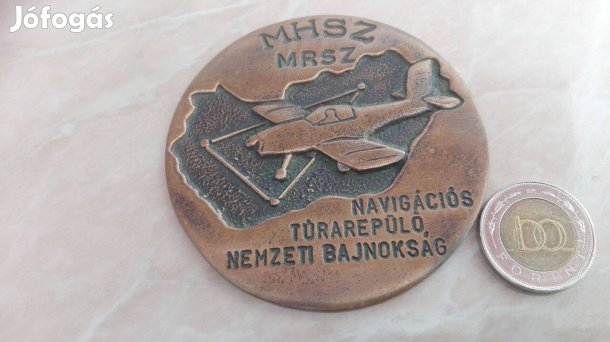 Jófogás
MHSZ
MRSZ
NAVIGÁCIÓS
TÚRAREPÜLŐ,
NEMZETI BAJNOKSÁG
100
FORINT